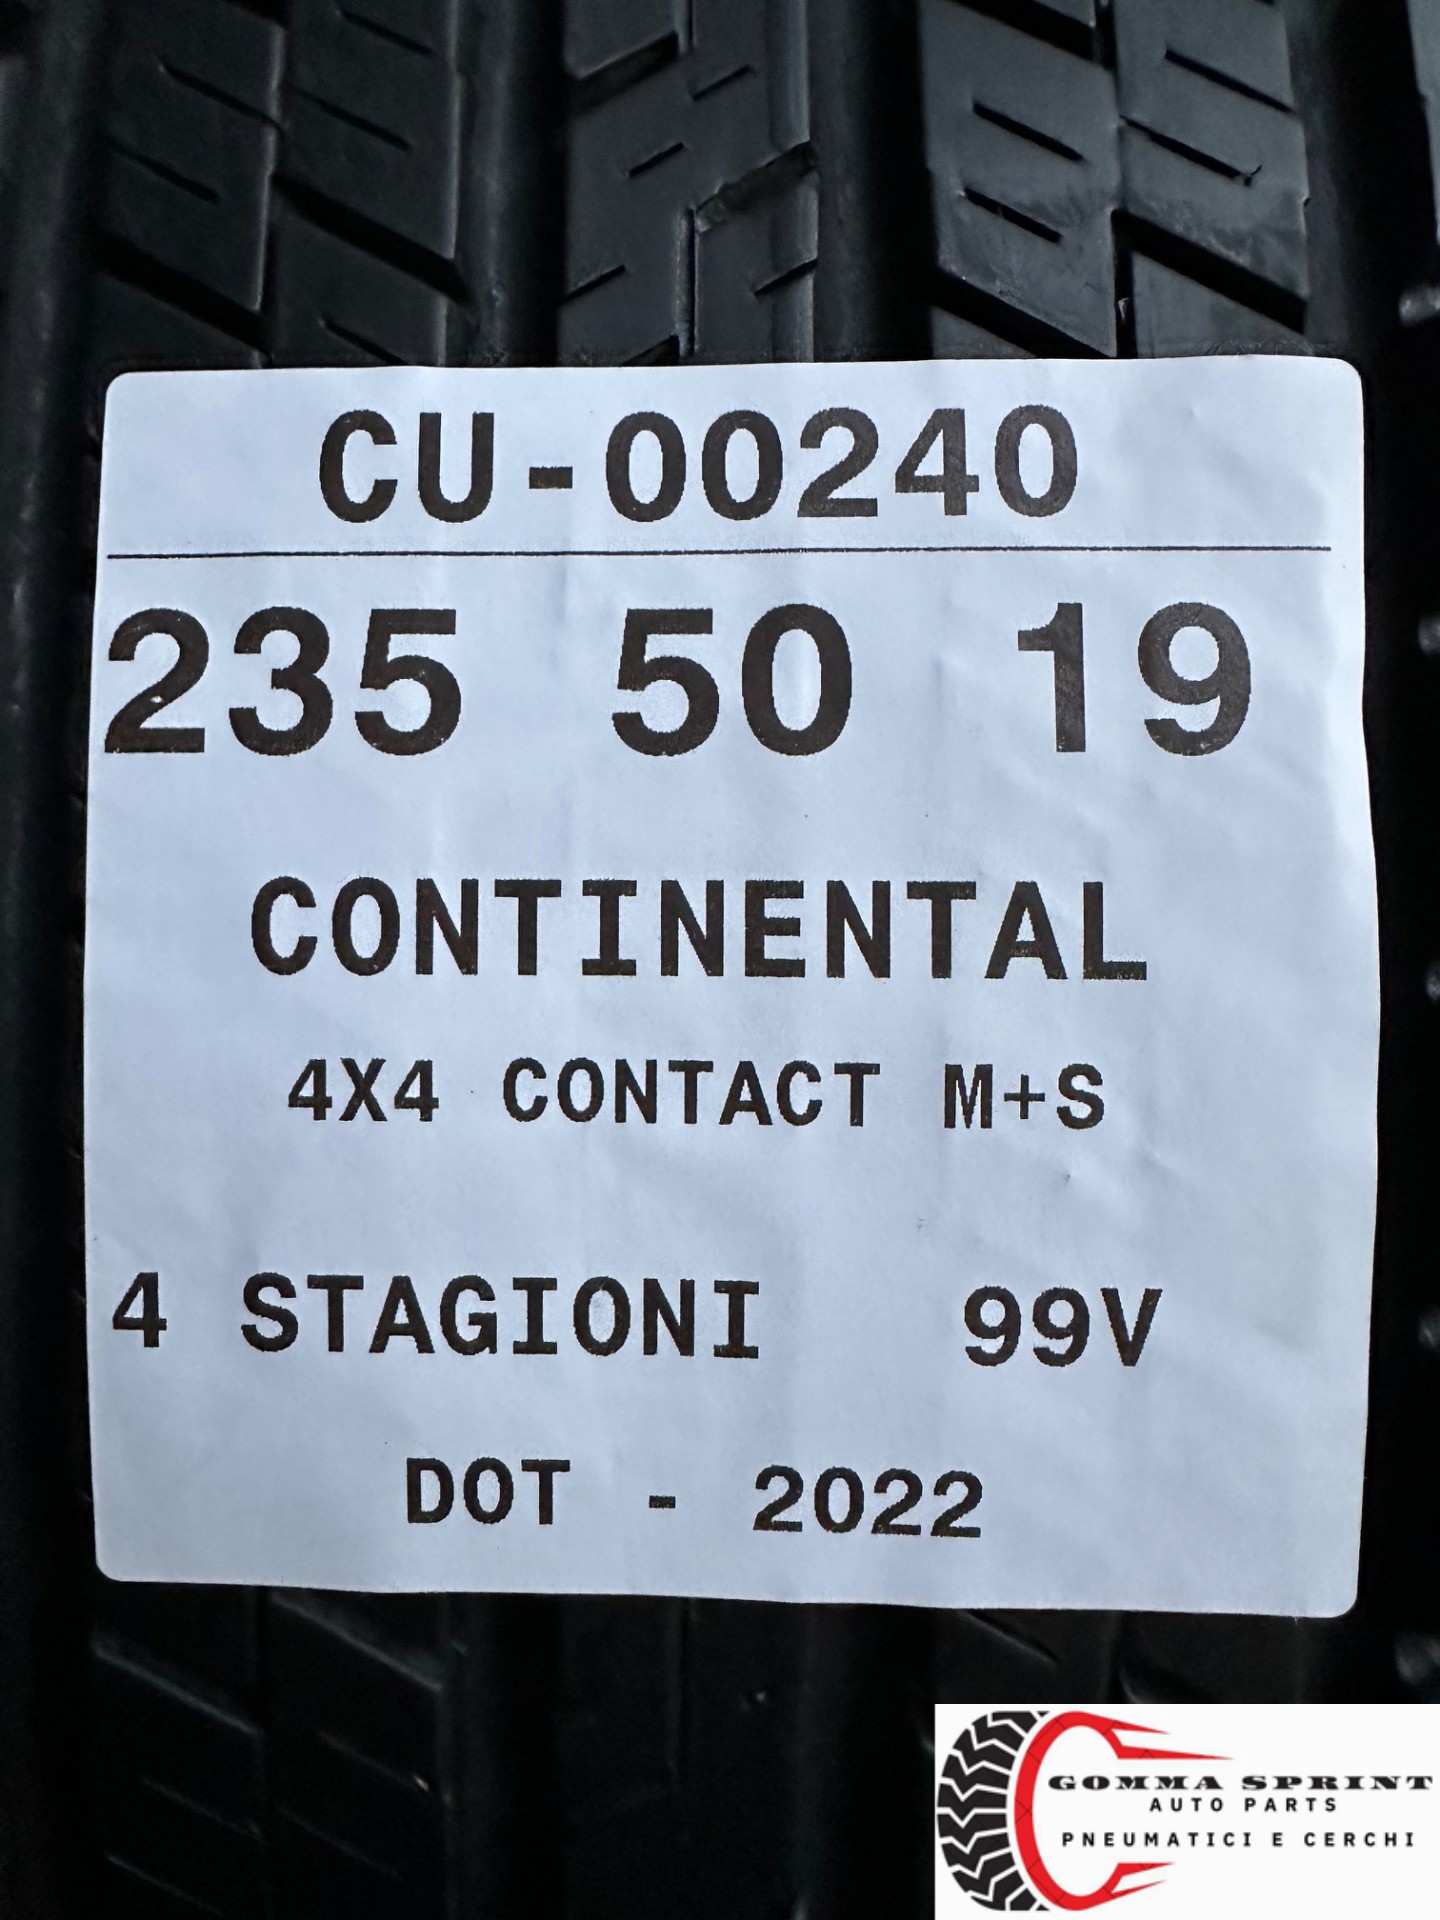 CU-00240
235 50 19
CONTINENTAL
4X4 CONTACT M+S
4 STAGIONI 99V
DOT - 2022
GOMMA SPRINT
AUTO PARTS
PNEUMATICI E CERCHI